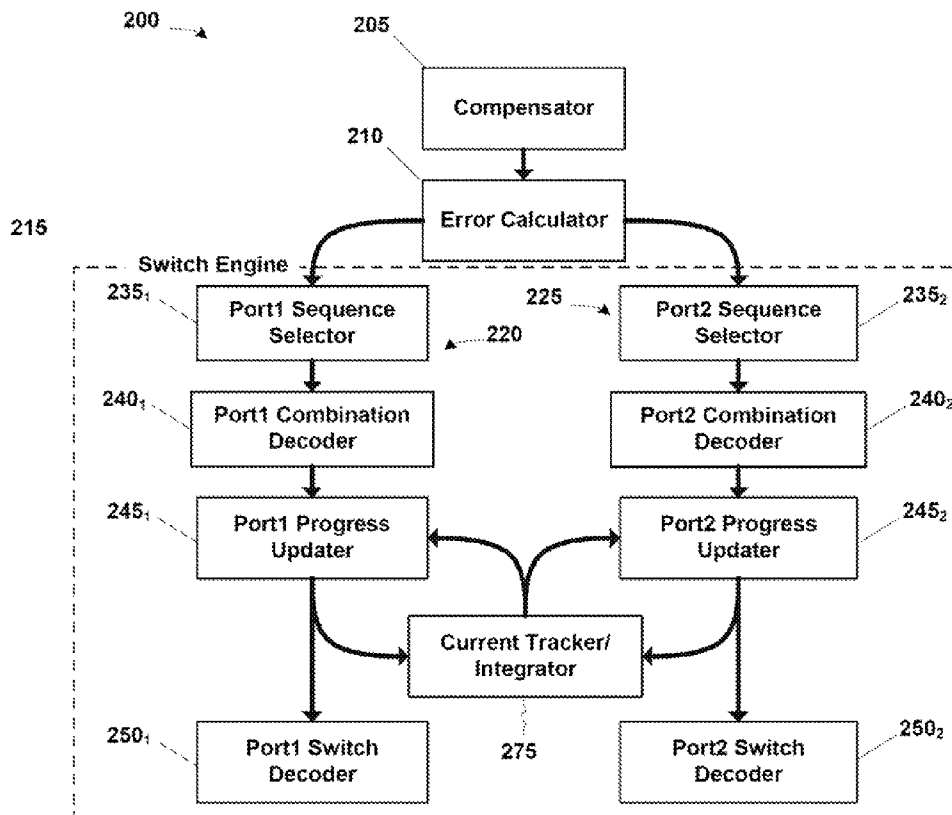 200
205
Compensator
210
Error Calculator
215
Switch Engine
235₁
Port1 Sequence
Selector
220
225
Port2 Sequence
Selector
235₂
240₁
Port1 Combination
Decoder
Port2 Combination
Decoder
240₂
245₁
Port1 Progress
Updater
Port2 Progress
Updater
245₂
Current Tracker/
Integrator
275
250₁
Port1 Switch
Decoder
Port2 Switch
Decoder
250₂